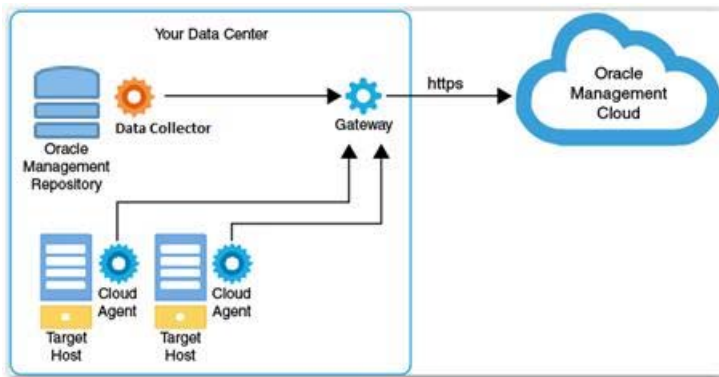 Your Data Center
Oracle
Management
Repository
Data Collector
Gateway
https
Oracle
Management
Cloud
Cloud
Agent
Target
Host
Cloud
Agent
Target
Host